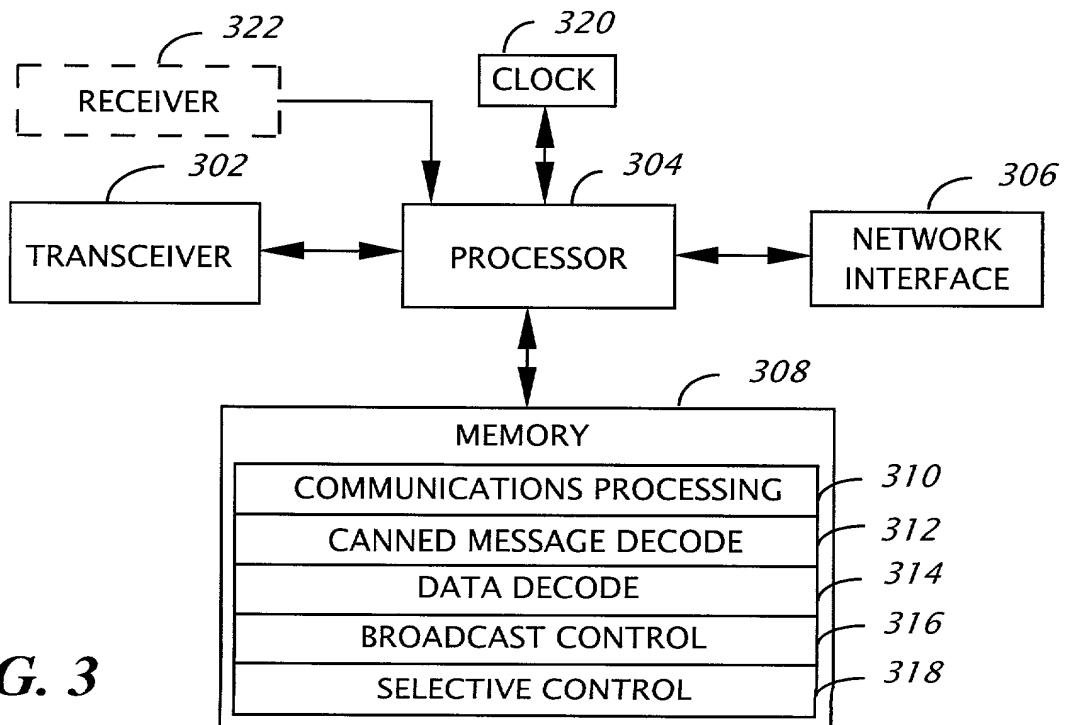 322
320
RECEIVER
CLOCK
302
304
306
TRANSCEIVER
PROCESSOR
NETWORK
INTERFACE
308
MEMORY
COMMUNICATIONS PROCESSING
310
CANNED MESSAGE DECODE
312
DATA DECODE
314
BROADCAST CONTROL
316
SELECTIVE CONTROL
318
G. 3